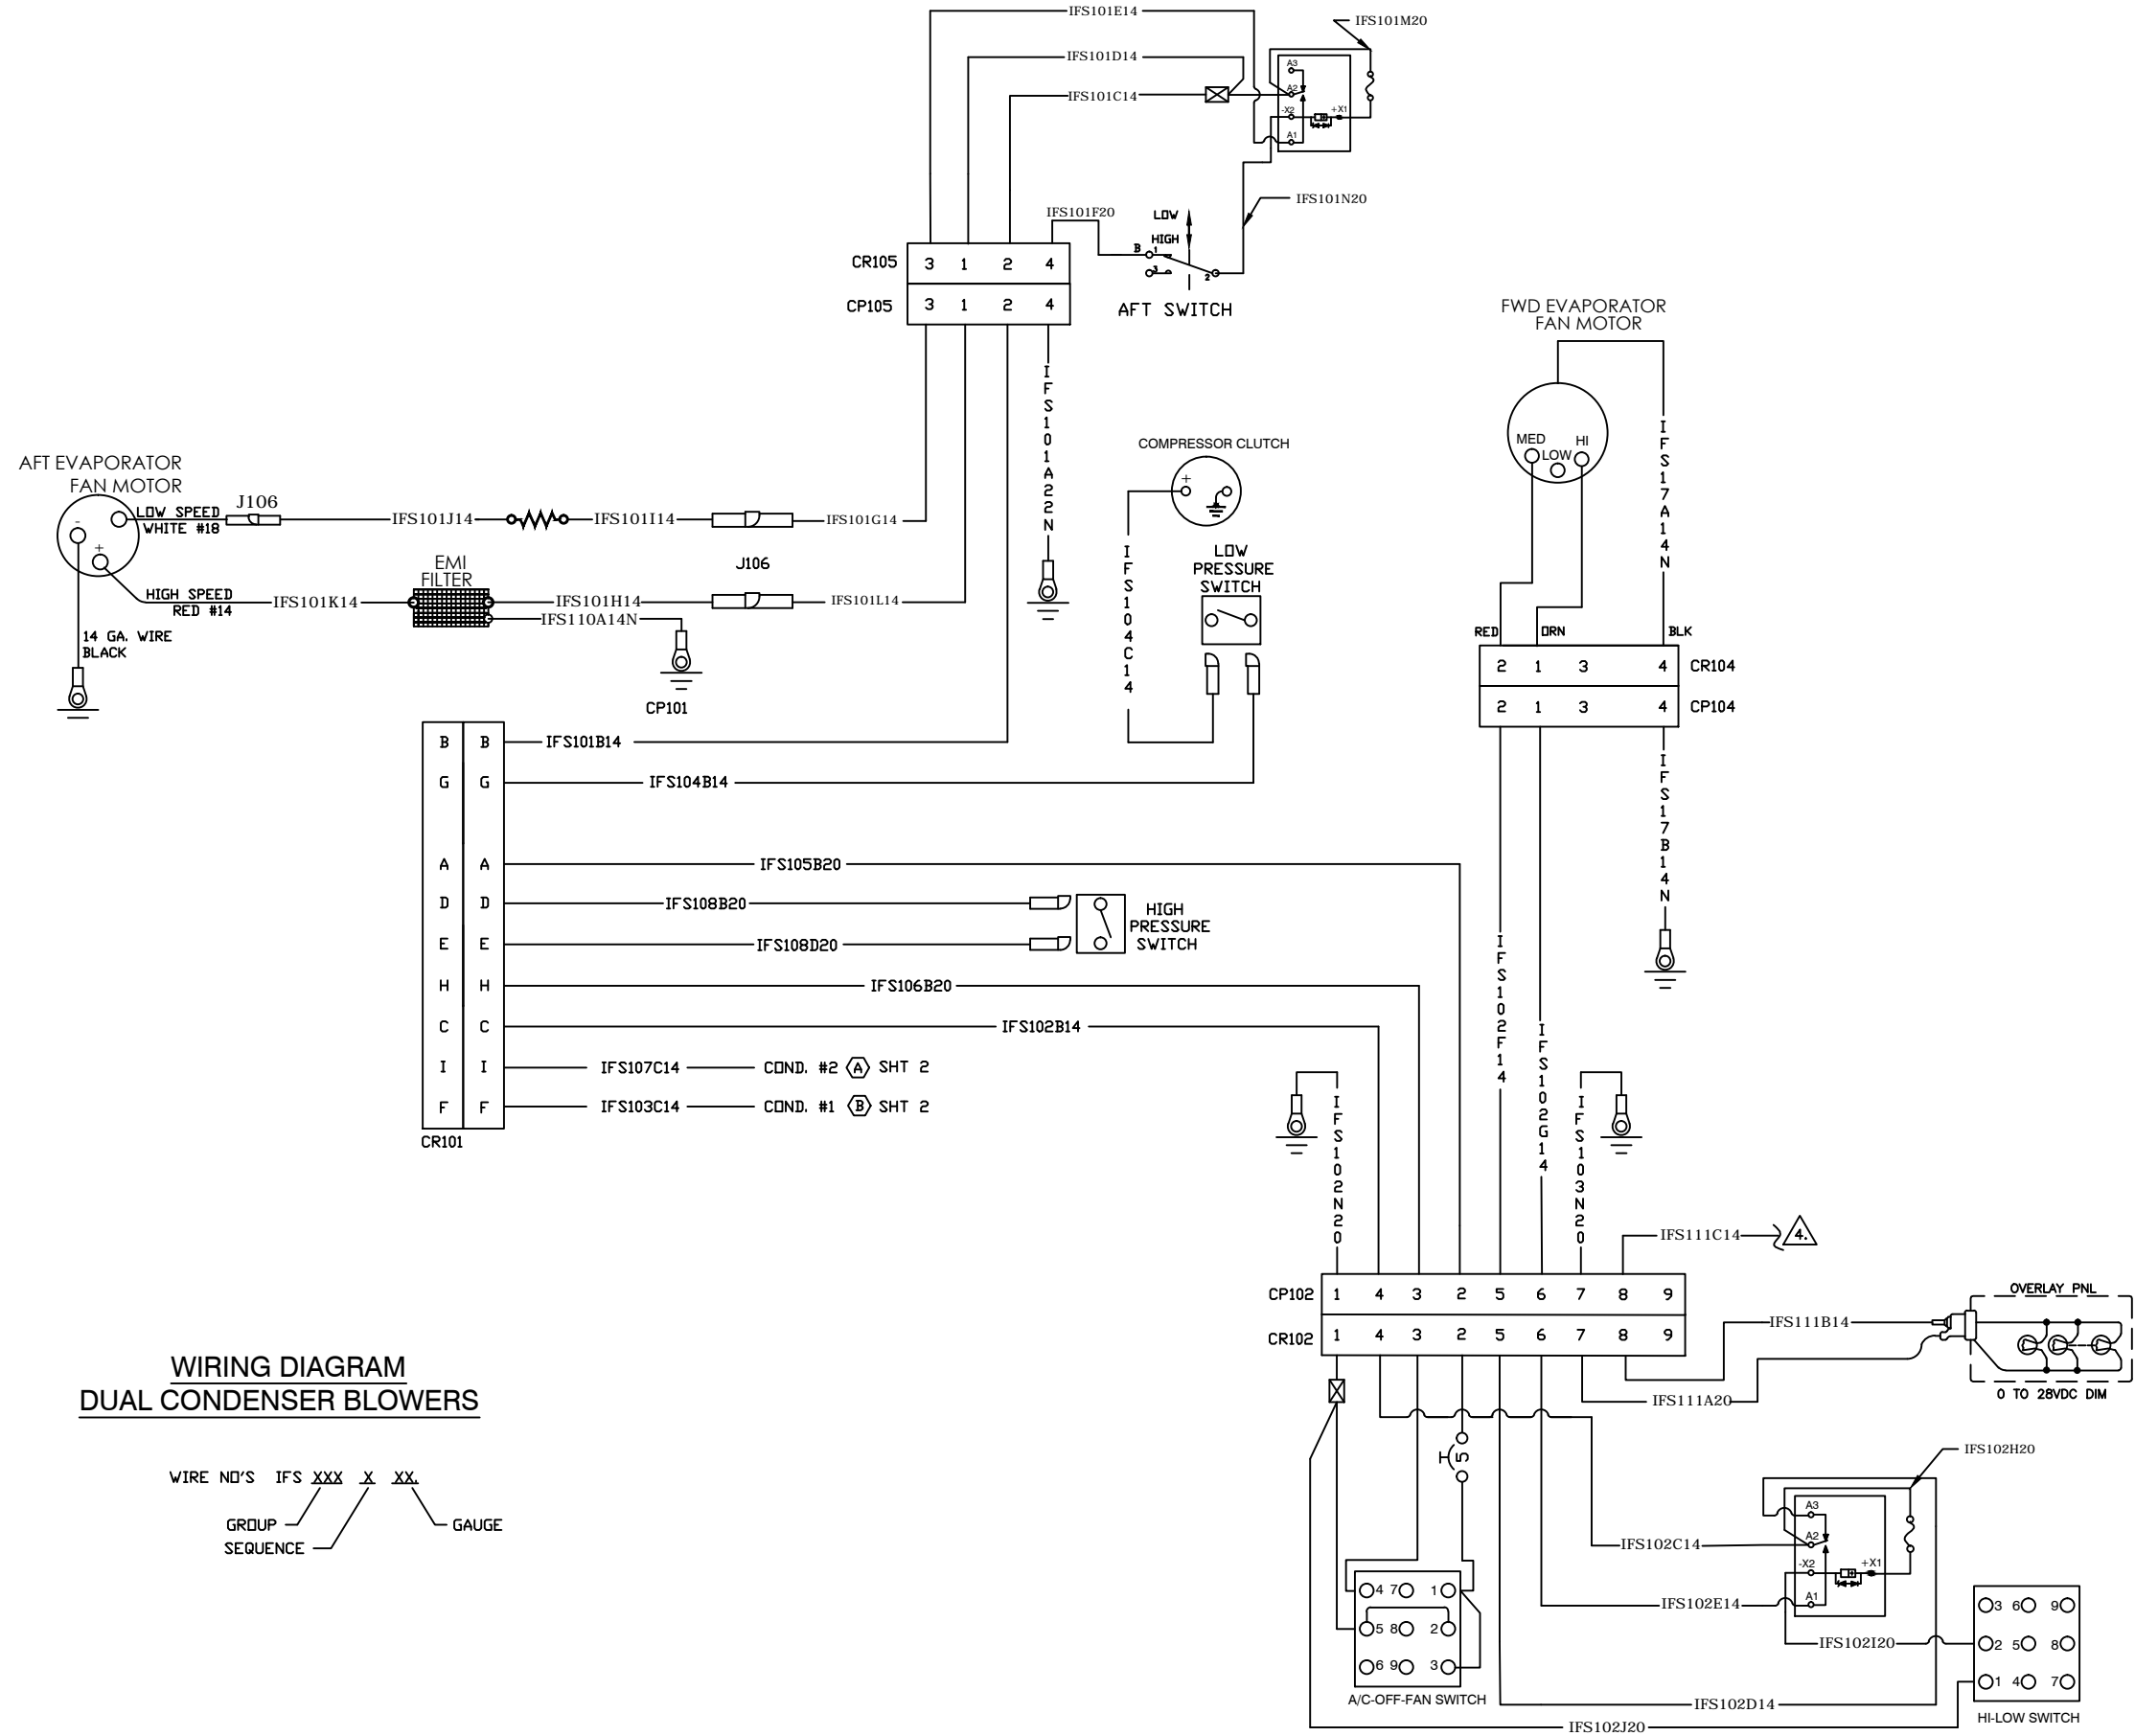 IFS101E14
IFS101M20
IFS101D14
A3
A2
IFS101C14
-X2
+X1
A1
IFS101N20
IFS101F20
LOW
HIGH
B
1
3
2
AFT SWITCH
CR105 3 1 2 4
CP105 3 1 2 4
IFS101A22N
FWD EVAPORATOR
FAN MOTOR
MED
LOW
HI
IFS17A14N
COMPRESSOR CLUTCH
+
IFS104C14
LOW
PRESSURE
SWITCH
AFT EVAPORATOR
FAN MOTOR
-
+
LOW SPEED
WHITE #18
J106
IFS101J14
IFS101I14
IFS101G14
J106
EMI
FILTER
HIGH SPEED
RED #14
IFS101K14
IFS101H14
IFS101L14
IFS110A14N
14 GA. WIRE
BLACK
RED
ORN
BLK
2 1 3 4 CR104
2 1 3 4 CP104
IFS17B14N
CP101
B B IFS101B14
G G IFS104B14
A A IFS105B20
D D IFS108B20
E E IFS108D20
HIGH
PRESSURE
SWITCH
H H IFS106B20
C C IFS102B14
I I IFS107C14 COND. #2 A SHT 2
F F IFS103C14 COND. #1 B SHT 2
CR101
IFS102F14
IFS102G14
IFS102N20
IFS103N20
IFS111C14
4.
CP102 1 4 3 2 5 6 7 8 9
CR102 1 4 3 2 5 6 7 8 9
OVERLAY PNL
IFS111B14
IFS111A20
0 TO 28VDC DIM
WIRING DIAGRAM
DUAL CONDENSER BLOWERS
WIRE NO'S IFS XXX X XX.
GROUP
GAUGE
SEQUENCE
5
IFS102H20
A3
A2
IFS102C14
-X2
+X1
A1
IFS102E14
IFS102I20
4 7 1
5 8 2
6 9 3
A/C-OFF-FAN SWITCH
3 6 9
2 5 8
1 4 7
HI-LOW SWITCH
IFS102D14
IFS102J20